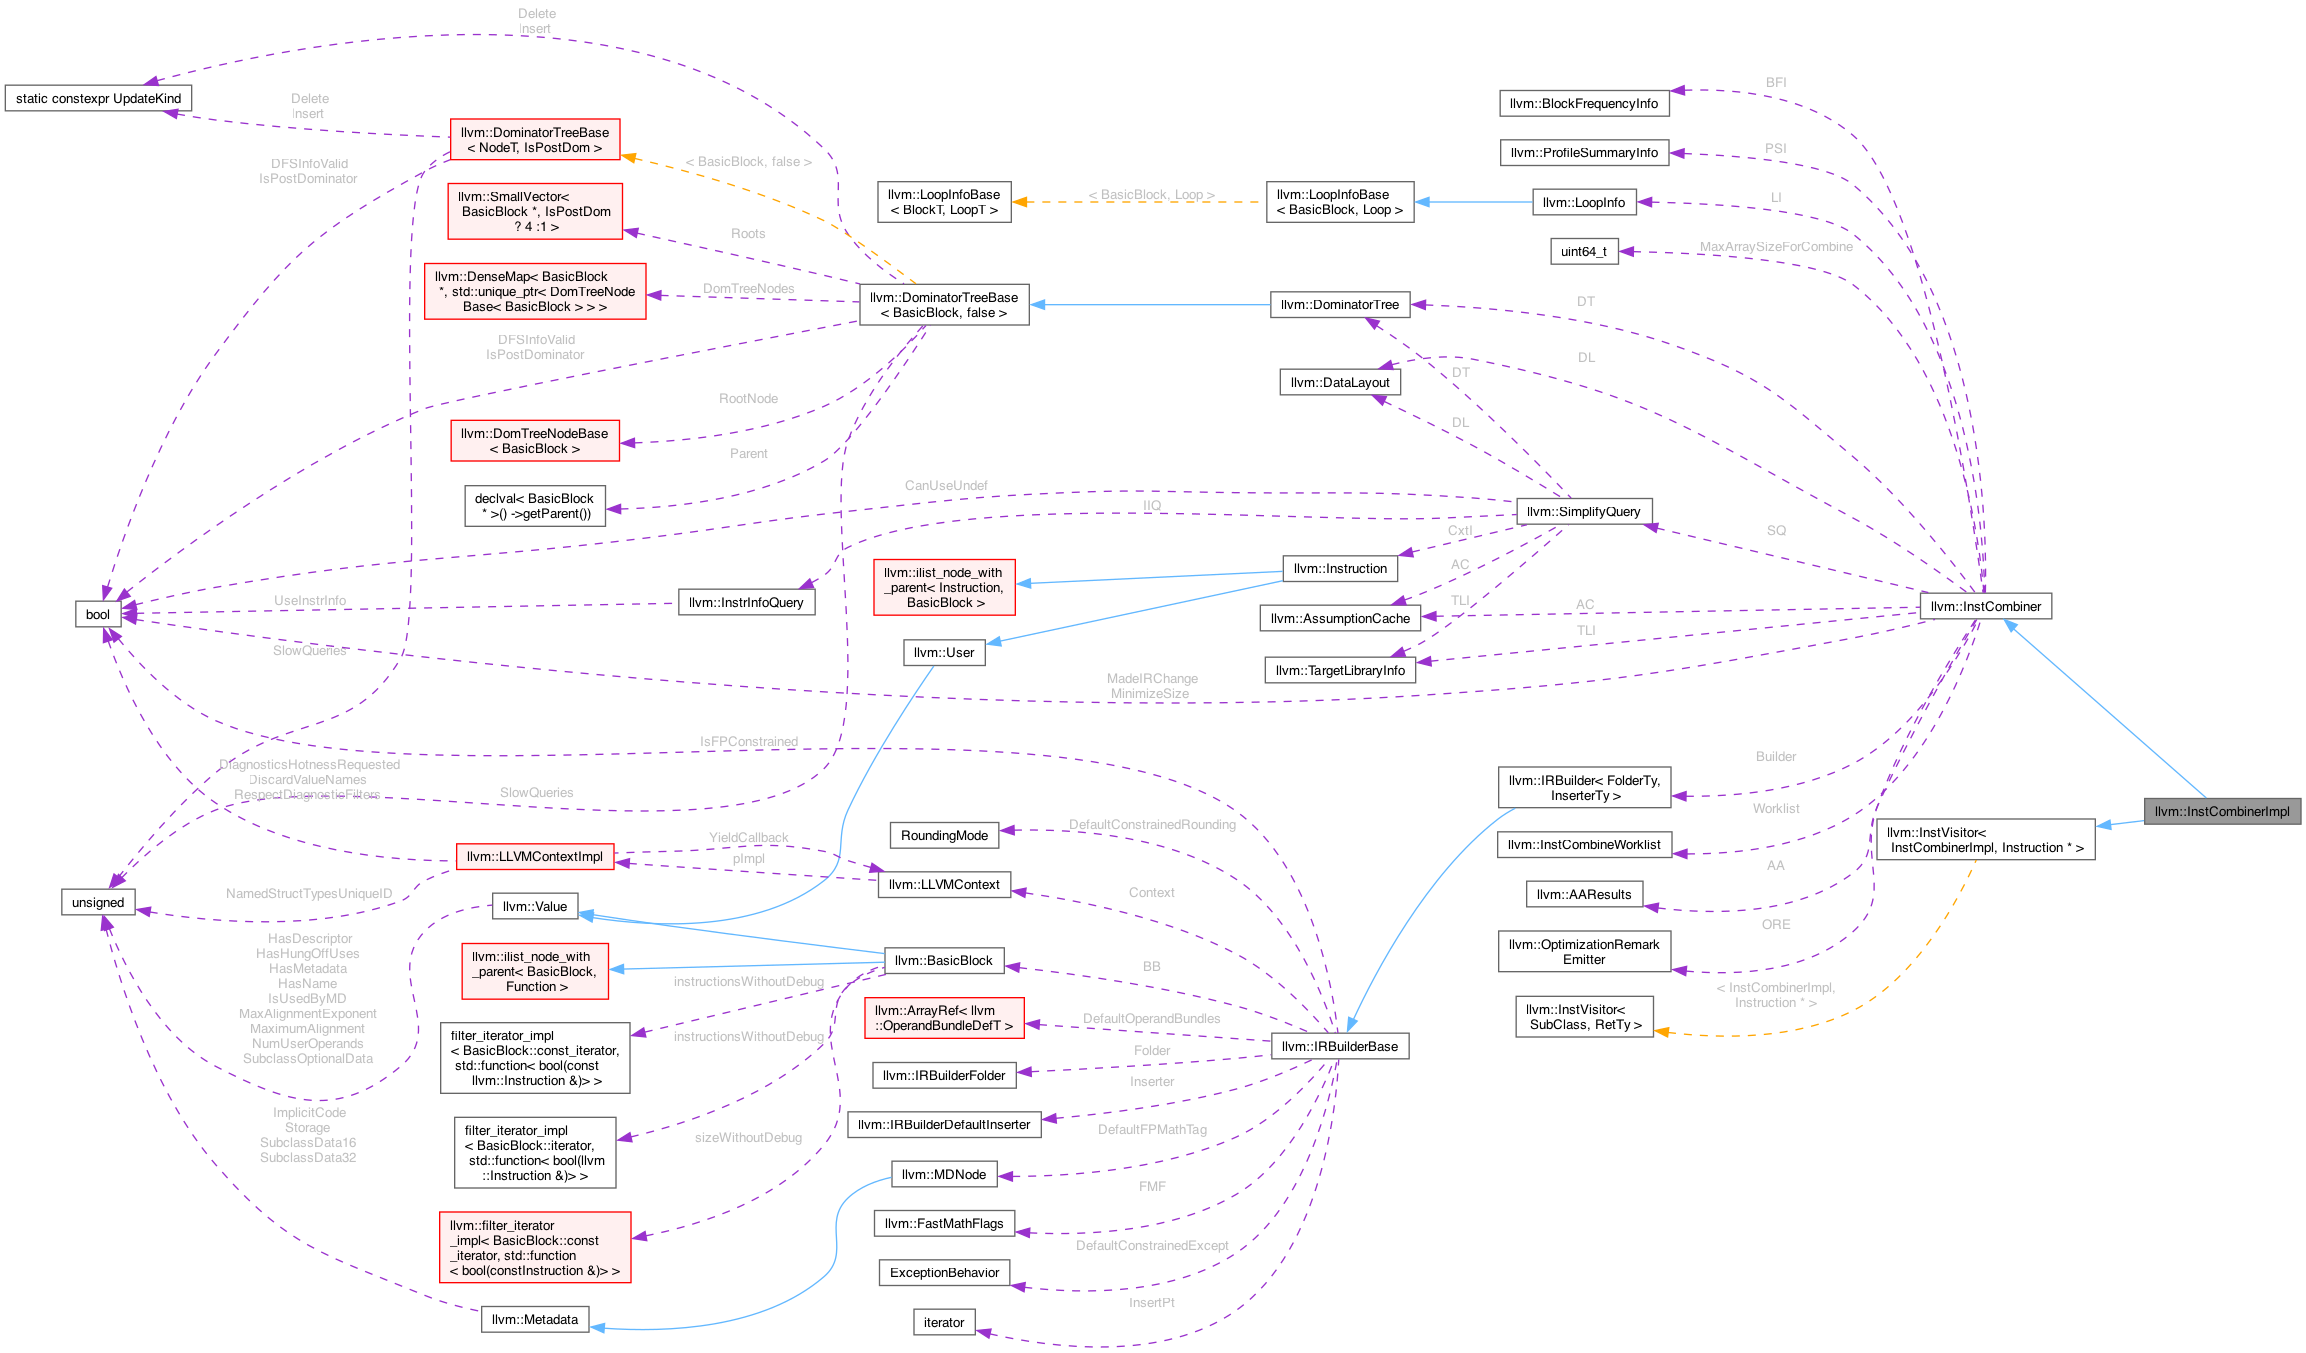 Delete
Insert
static constexpr UpdateKind
Delete
Insert
llvm::DominatorTreeBase
< NodeT, IsPostDom >
DFSInfoValid
IsPostDominator
< BasicBlock, false >
llvm::SmallVector<
BasicBlock *, IsPostDom
? 4 :1 >
Roots
llvm::DenseMap< BasicBlock
*, std::unique_ptr< DomTreeNode
Base< BasicBlock > > >
DomTreeNodes
llvm::DominatorTreeBase
< BasicBlock, false >
DFSInfoValid
IsPostDominator
RootNode
llvm::DomTreeNodeBase
< BasicBlock >
Parent
declval< BasicBlock
* >() ->getParent())
llvm::LoopInfoBase
< BlockT, LoopT >
< BasicBlock, Loop >
llvm::LoopInfoBase
< BasicBlock, Loop >
llvm::LoopInfo
llvm::BlockFrequencyInfo
BFI
llvm::ProfileSummaryInfo
PSI
LI
uint64_t
MaxArraySizeForCombine
llvm::DominatorTree
DT
llvm::DataLayout
DL
DT
DL
CanUseUndef
IIQ
llvm::SimplifyQuery
SQ
CxtI
AC
TLI
llvm::ilist_node_with
_parent< Instruction,
BasicBlock >
llvm::Instruction
llvm::AssumptionCache
AC
llvm::InstCombiner
TLI
llvm::TargetLibraryInfo
bool
UseInstrInfo
llvm::InstrInfoQuery
SlowQueries
llvm::User
MadeIRChange
MinimizeSize
IsFPConstrained
DiagnosticsHotnessRequested
DiscardValueNames
RespectDiagnosticFilters
SlowQueries
llvm::IRBuilder< FolderTy,
InserterTy >
Builder
llvm::InstCombinerImpl
Worklist
llvm::InstCombineWorklist
llvm::InstVisitor<
InstCombinerImpl, Instruction * >
AA
llvm::AAResults
ORE
llvm::OptimizationRemark
Emitter
< InstCombinerImpl,
Instruction * >
llvm::InstVisitor<
SubClass, RetTy >
RoundingMode
DefaultConstrainedRounding
llvm::LLVMContextImpl
YieldCallback
pImpl
llvm::LLVMContext
Context
unsigned
NamedStructTypesUniqueID
llvm::Value
HasDescriptor
HasHungOffUses
HasMetadata
HasName
IsUsedByMD
MaxAlignmentExponent
MaximumAlignment
NumUserOperands
SubclassOptionalData
llvm::ilist_node_with
_parent< BasicBlock,
Function >
llvm::BasicBlock
BB
instructionsWithoutDebug
filter_iterator_impl
< BasicBlock::const_iterator,
std::function< bool(const
llvm::Instruction &)> >
instructionsWithoutDebug
llvm::ArrayRef< llvm
::OperandBundleDefT >
DefaultOperandBundles
llvm::IRBuilderBase
Folder
llvm::IRBuilderFolder
Inserter
llvm::IRBuilderDefaultInserter
filter_iterator_impl
< BasicBlock::iterator,
std::function< bool(llvm
::Instruction &)> >
sizeWithoutDebug
DefaultFPMathTag
ImplicitCode
Storage
SubclassData16
SubclassData32
llvm::MDNode
FMF
llvm::FastMathFlags
llvm::filter_iterator
_impl< BasicBlock::const
_iterator, std::function
< bool(constInstruction &)> >
DefaultConstrainedExcept
ExceptionBehavior
InsertPt
iterator
llvm::Metadata